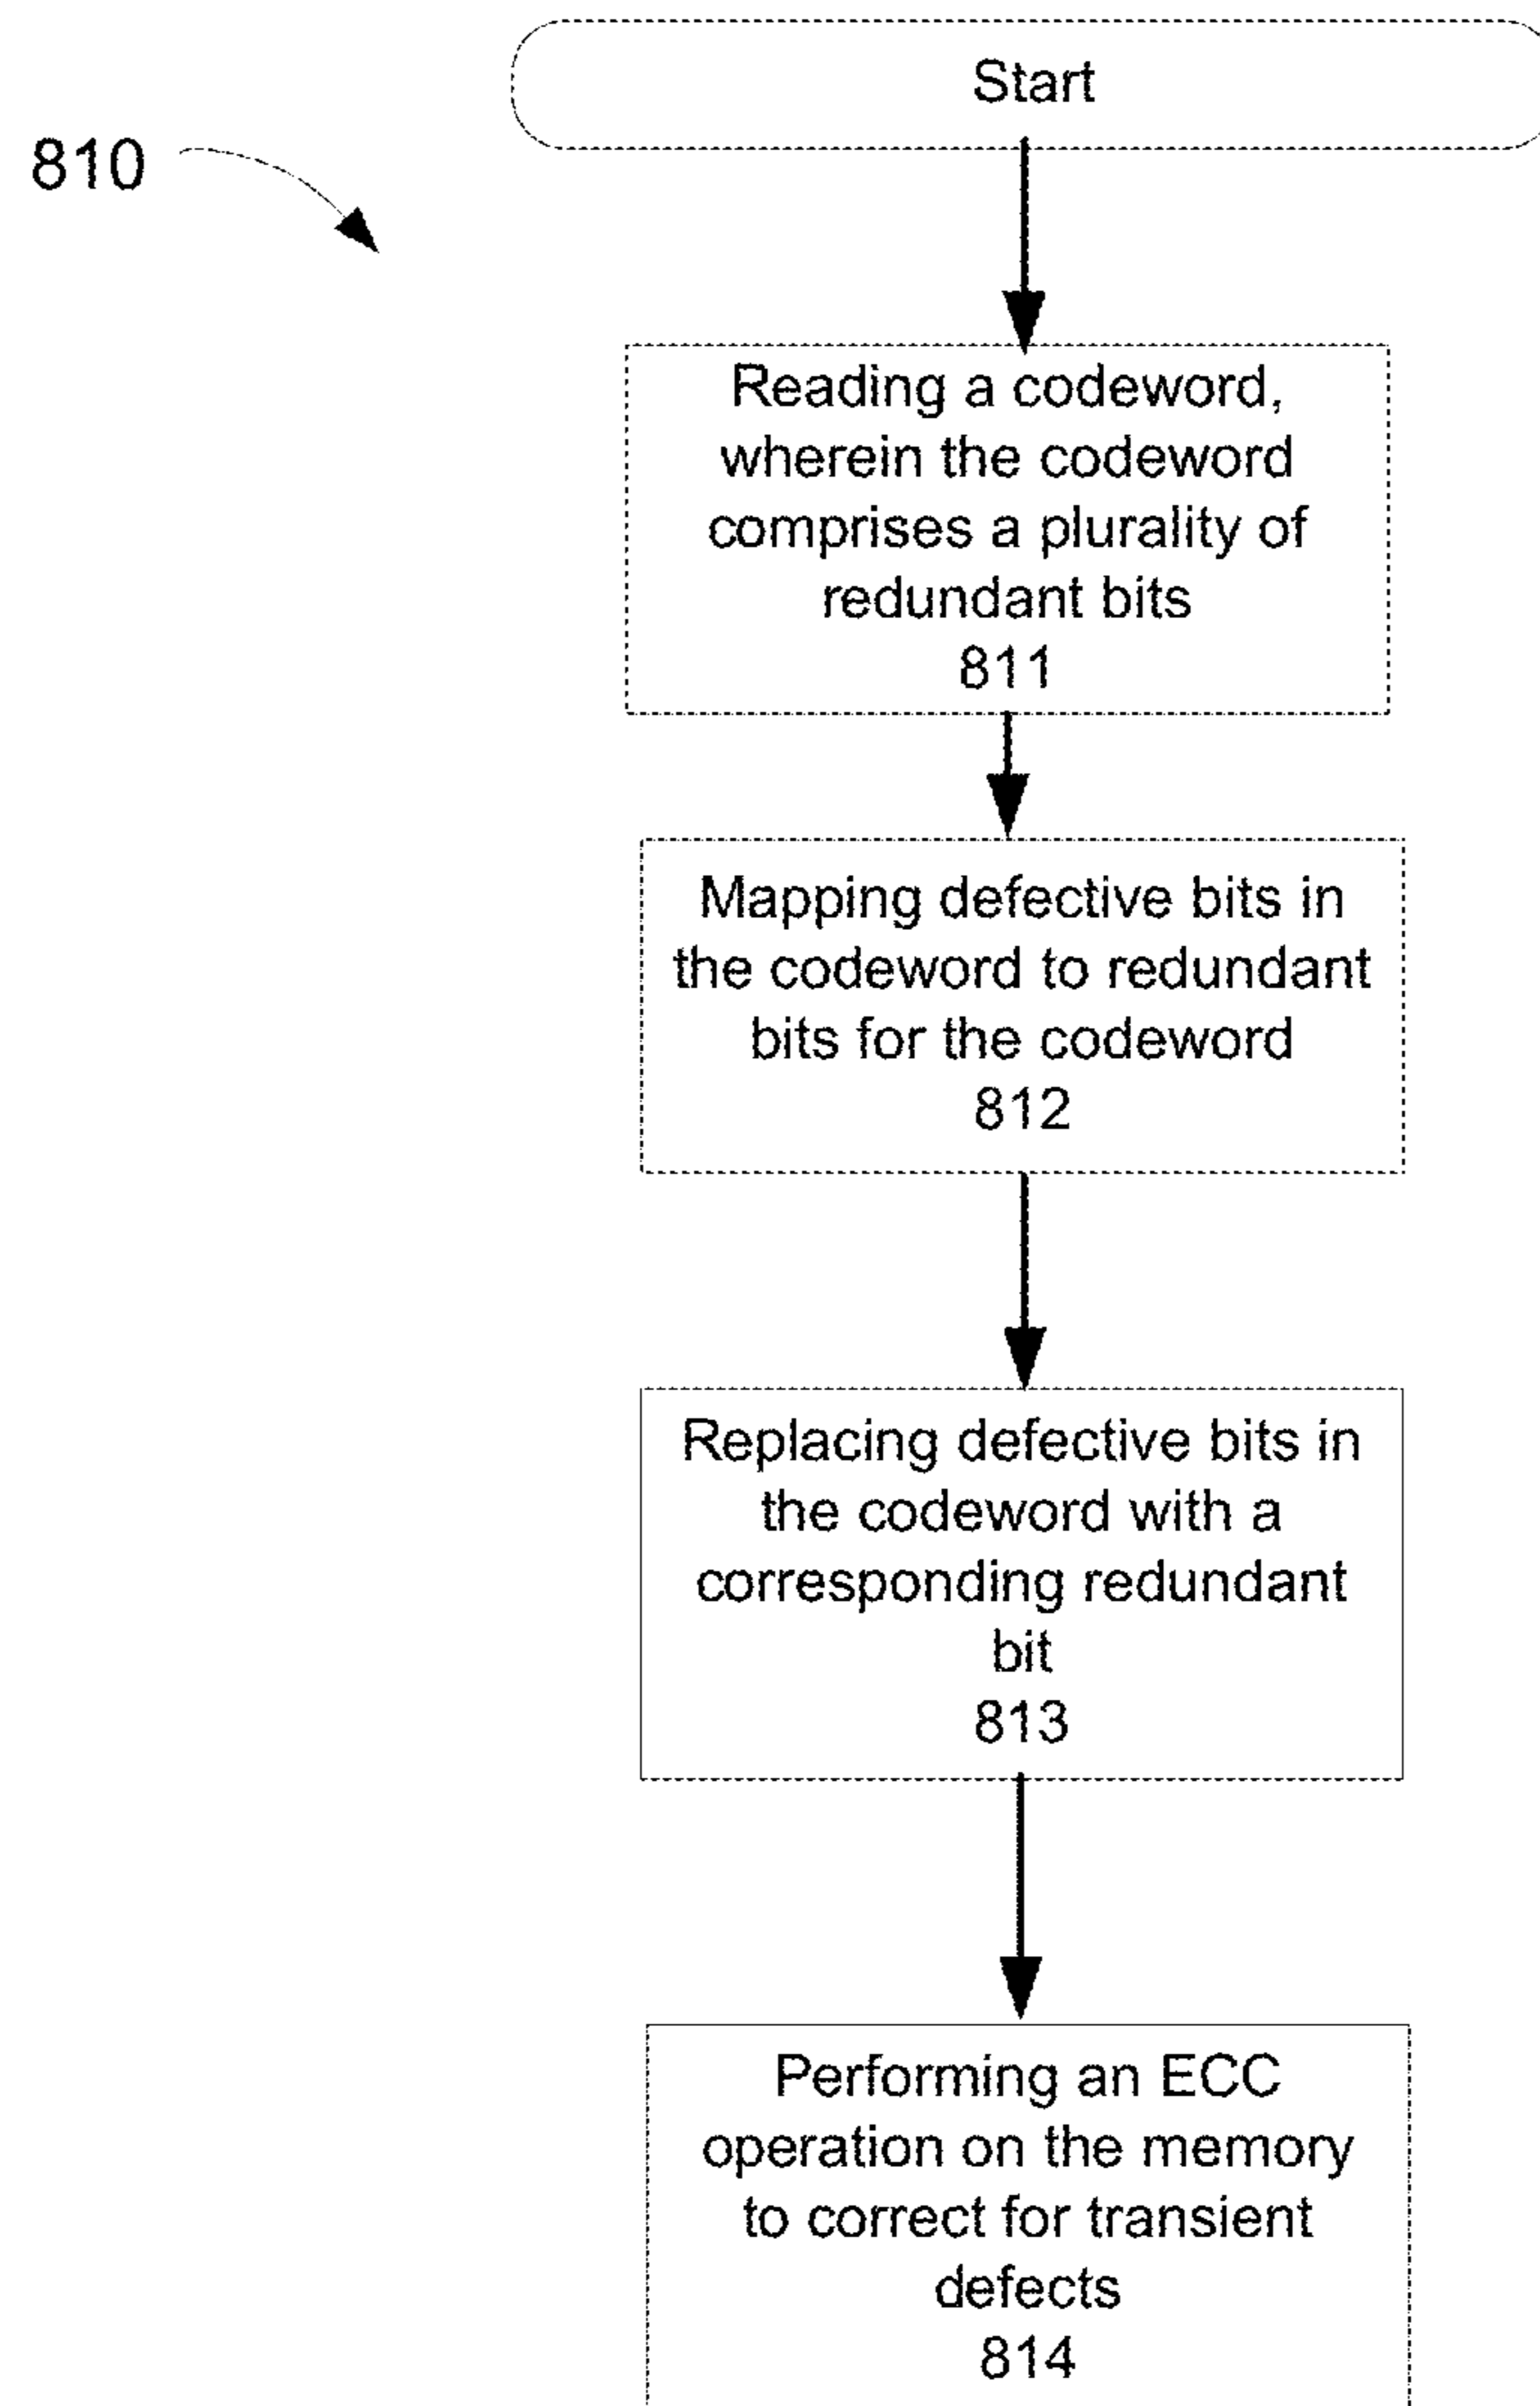 Start
810
Reading a codeword,
wherein the codeword
comprises a plurality of
redundant bits
811
Mapping defective bits in
the codeword to redundant
bits for the codeword
812
Replacing defective bits in
the codeword with a
corresponding redundant
bit
813
Performing an ECC
operation on the memory
to correct for transient
defects
814